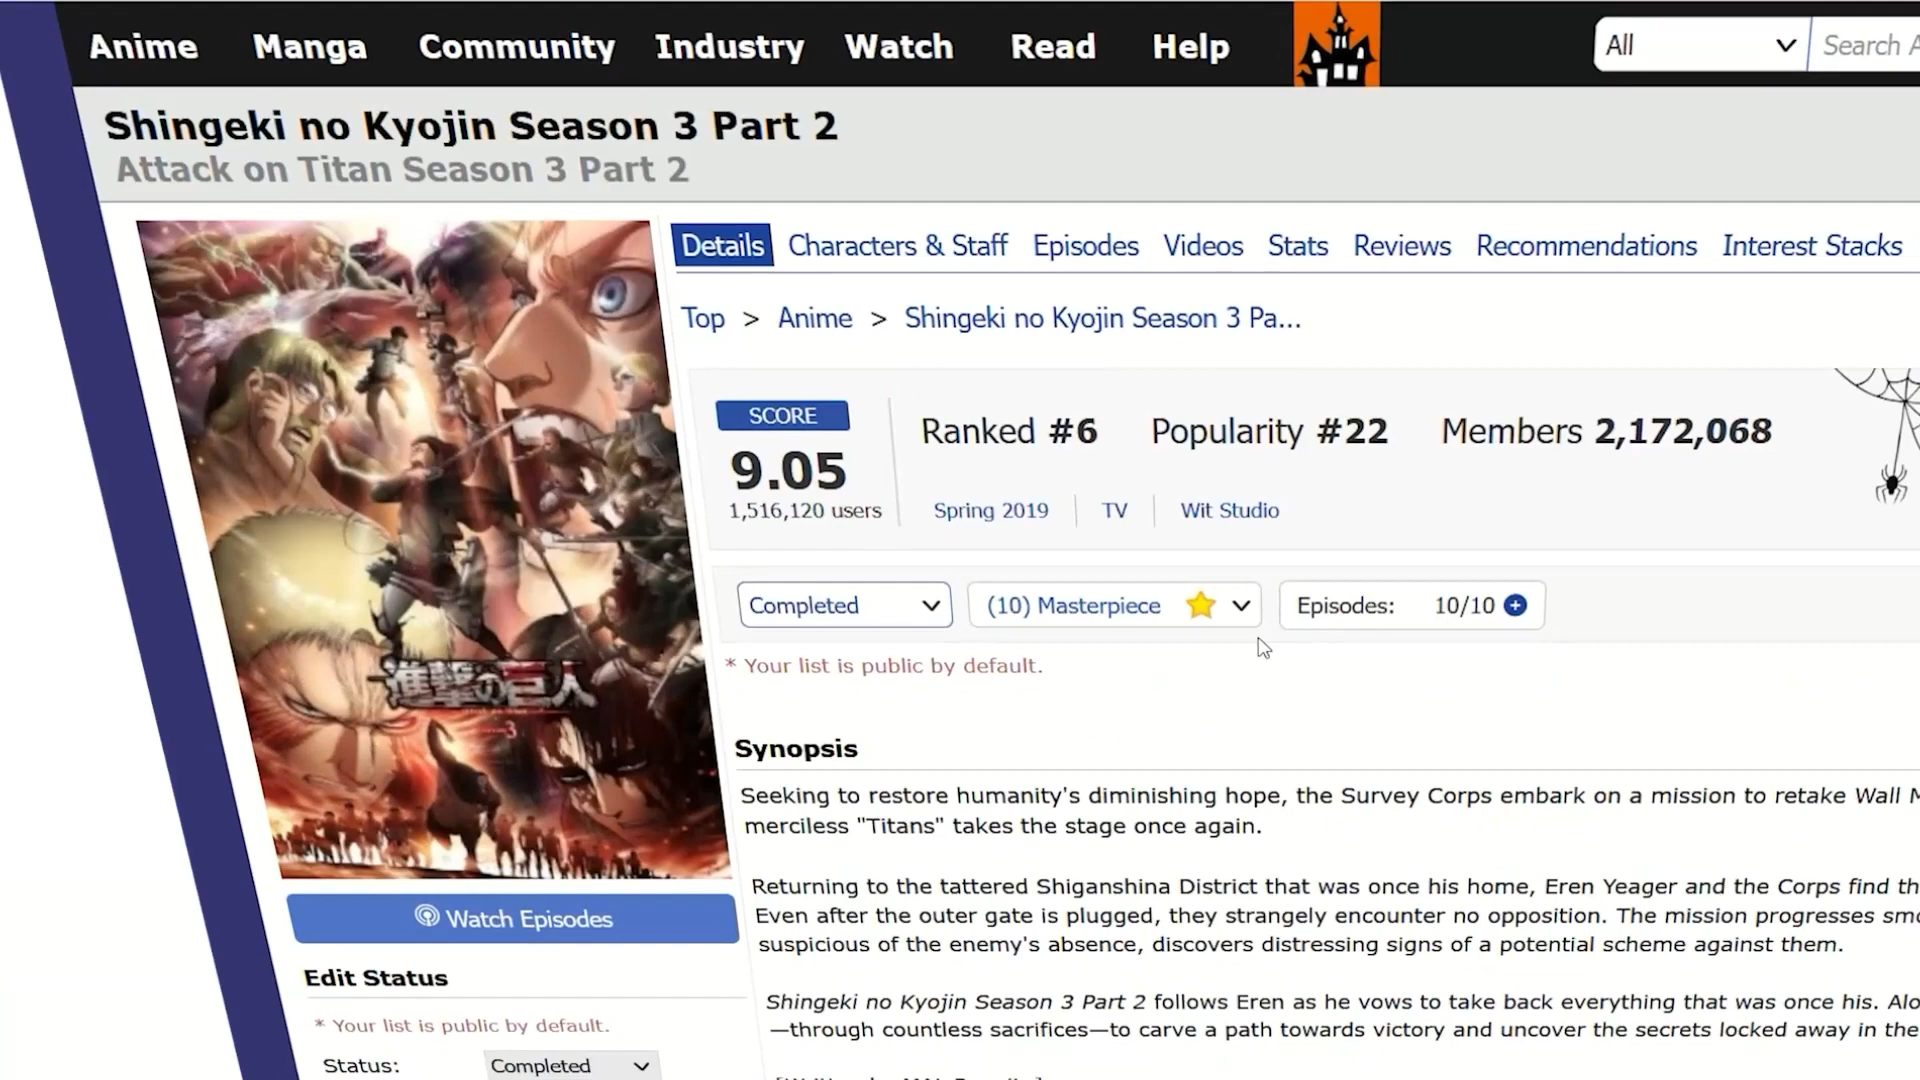 Anime Manga Community Industry Watch Read Help All Search
Shingeki no Kyojin Season 3 Part 2
Attack on Titan Season 3 Part 2
Details Characters & Staff Episodes Videos Stats Reviews Recommendations Interest Stacks
Top > Anime > Shingeki no Kyojin Season 3 Pa...
SCORE
9.05
1,516,120 users
Ranked #6 Popularity #22 Members 2,172,068
Spring 2019 TV Wit Studio
Completed (10) Masterpiece Episodes: 10/10
* Your list is public by default.
進撃の巨人
3
Synopsis
Seeking to restore humanity's diminishing hope, the Survey Corps embark on a mission to retake Wall
merciless "Titans" takes the stage once again.
Returning to the tattered Shiganshina District that was once his home, Eren Yeager and the Corps find
Even after the outer gate is plugged, they strangely encounter no opposition. The mission progresses
suspicious of the enemy's absence, discovers distressing signs of a potential scheme against them.
Shingeki no Kyojin Season 3 Part 2 follows Eren as he vows to take back everything that was once his.
—through countless sacrifices—to carve a path towards victory and uncover the secrets locked away in the
Watch Episodes
Edit Status
* Your list is public by default.
Status: Completed